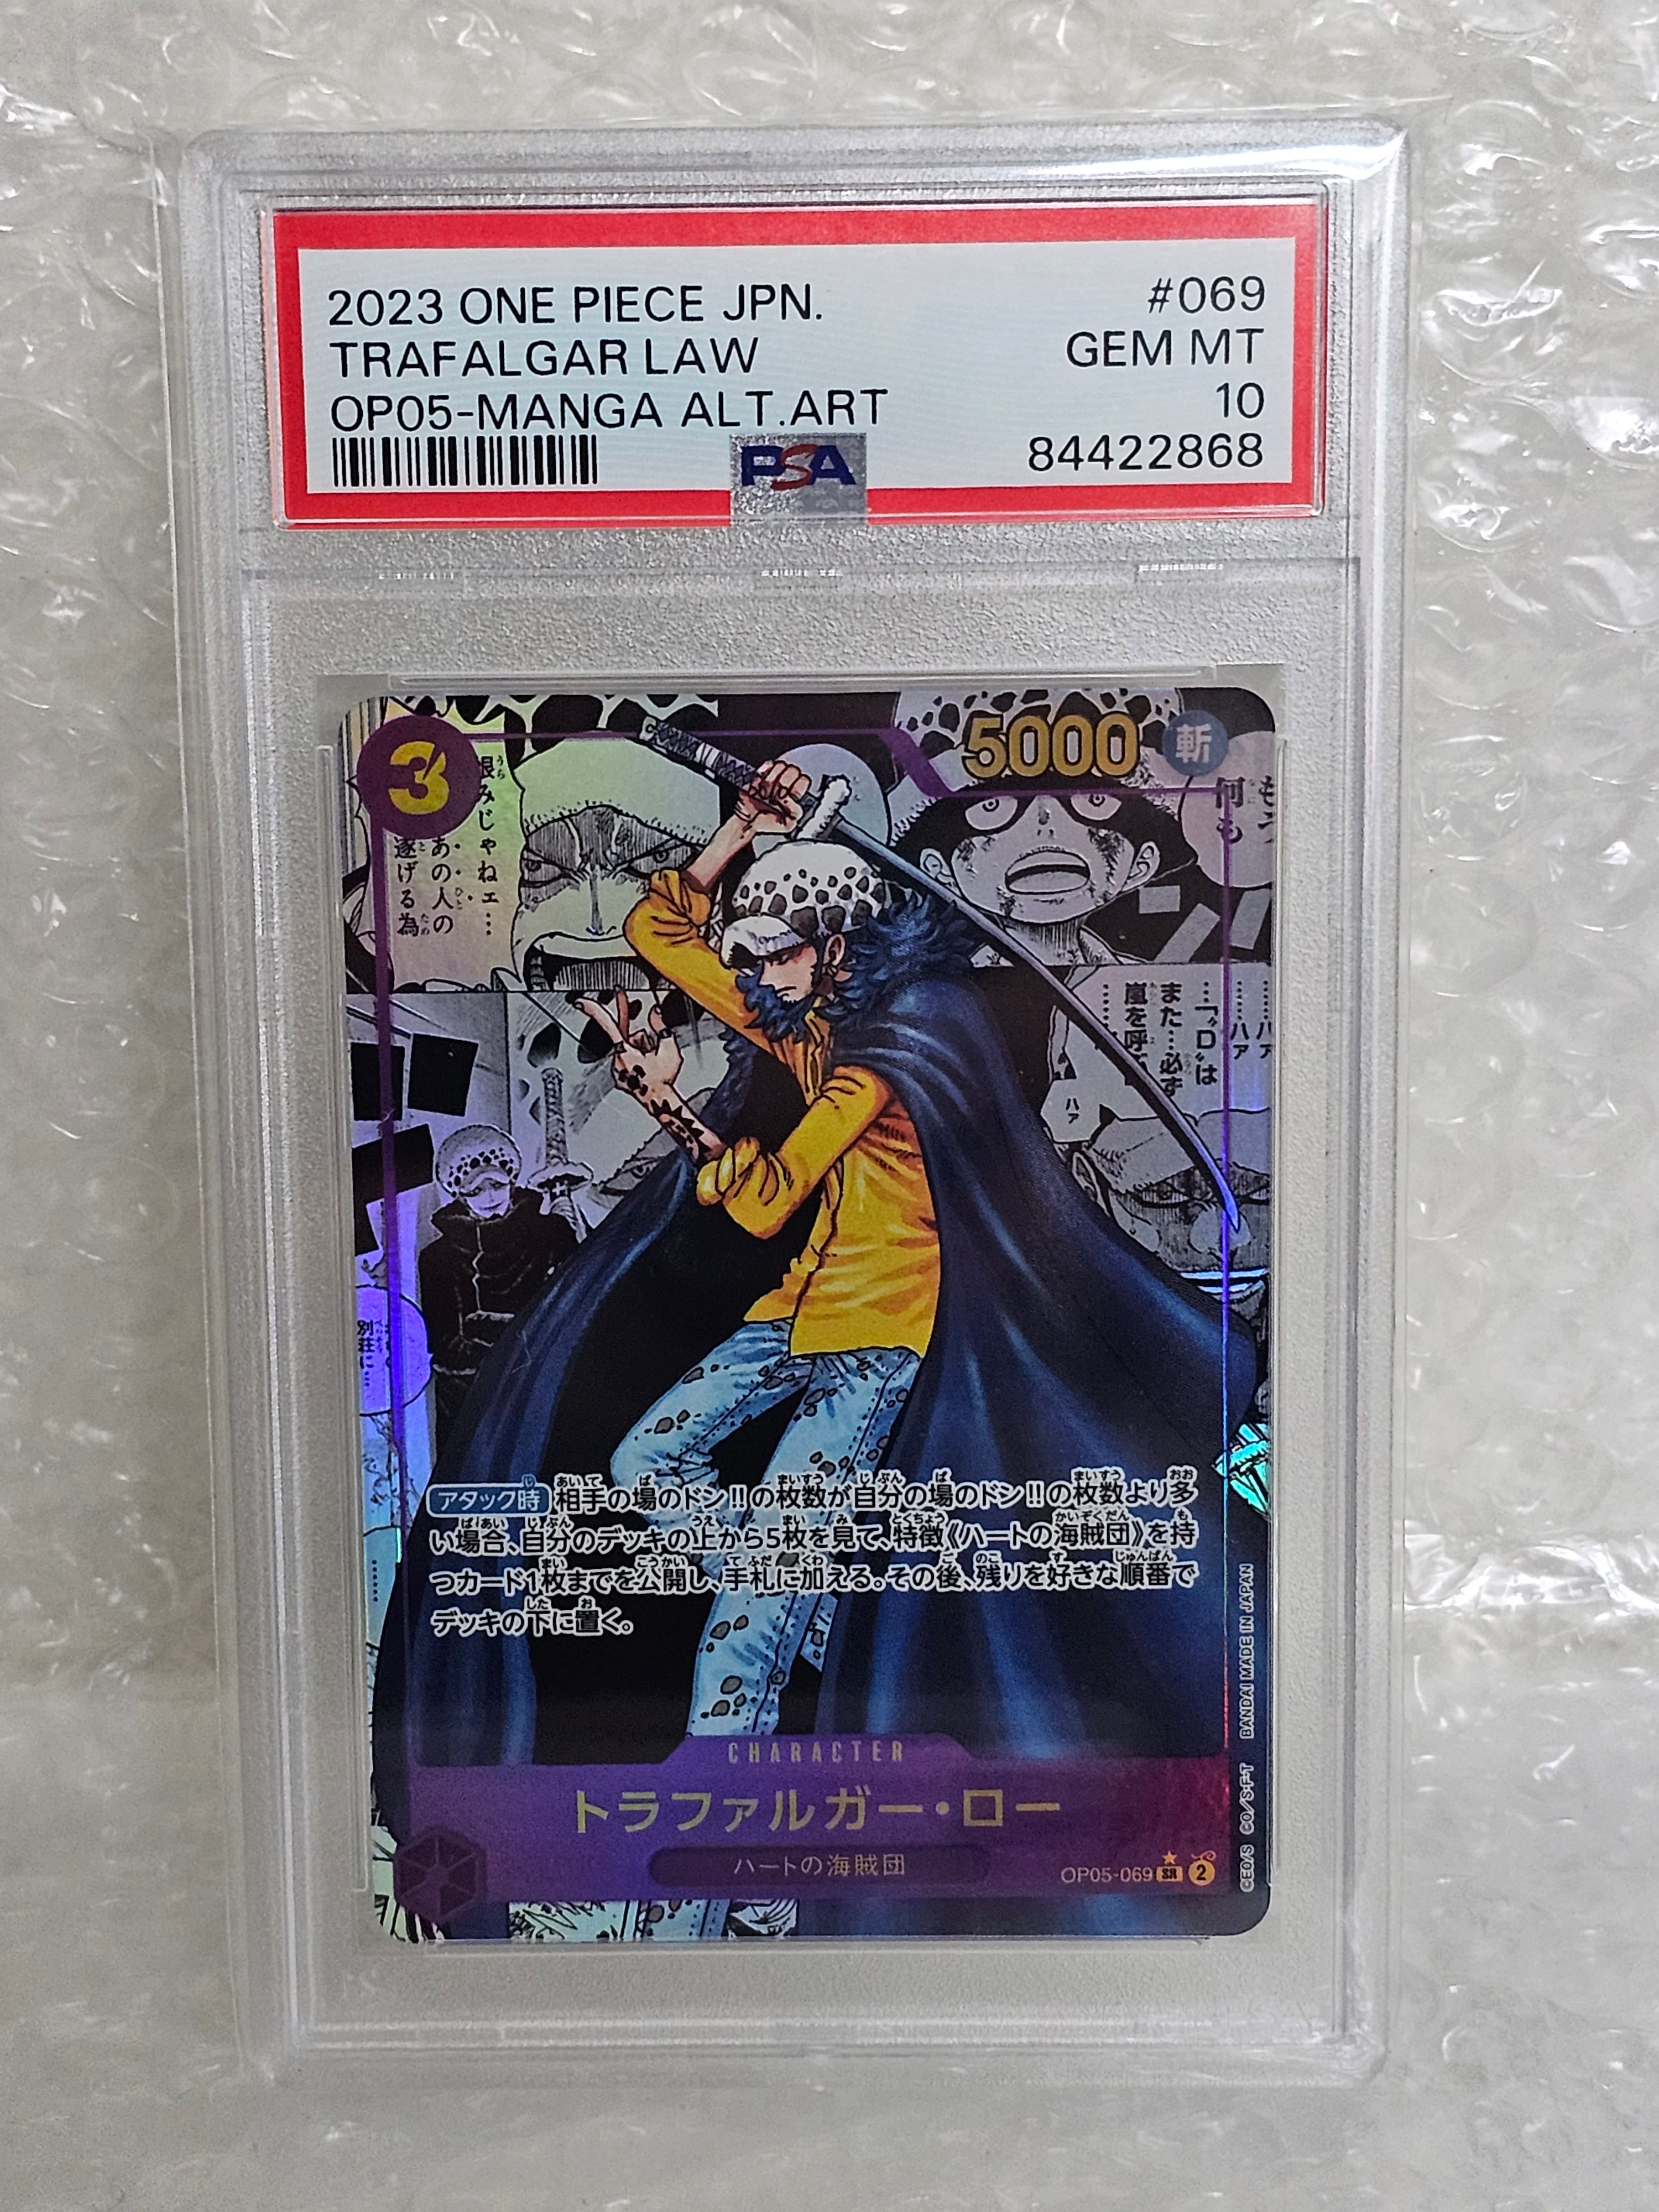 2023 ONE PIECE JPN.
#069
TRAFALGAR LAW
GEM MT
OP05-MANGA ALT.ART
10
PSA
84422868
3
5000
斬
恨みじゃねェ…
あの人の
遂げる為
もう
何も
…「"D"は
また…必ず
嵐を呼ぶ
ハァ
ハァ
ハァ
別荘に…
アタック時 相手の場のドン!!の枚数が自分の場のドン!!の枚数より多
い場合、自分のデッキの上から5枚を見て、特徴《ハートの海賊団》を持
つカード1枚までを公開し、手札に加える。その後、残りを好きな順番で
デッキの下に置く。
CHARACTER
トラファルガー・ロー
ハートの海賊団
OP05-069 SR 2
©EO/S ©O/S・F・T BANDAI MADE IN JAPAN